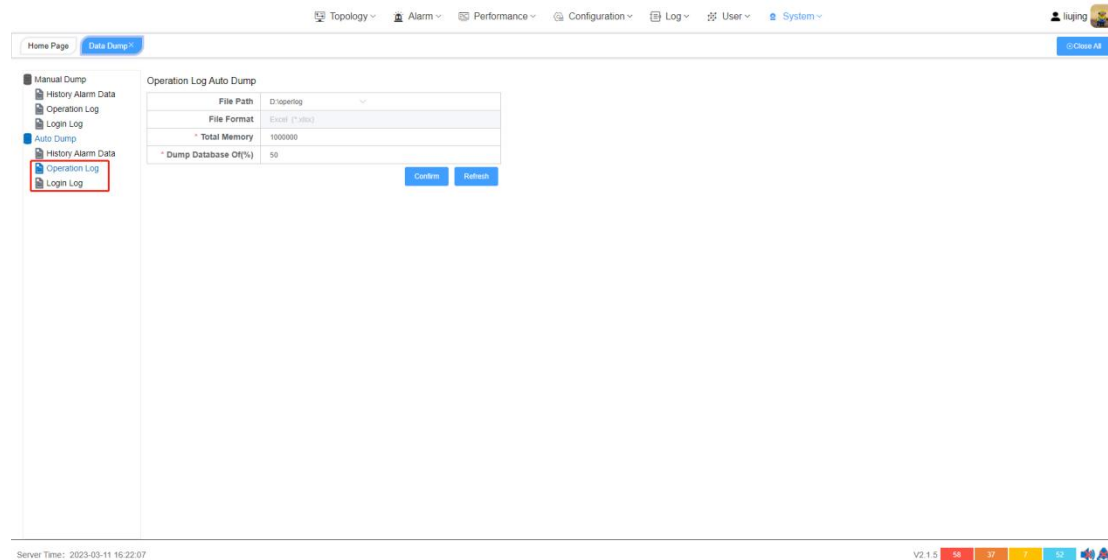 Topology Alarm Performance Configuration Log User System liujing
Home Page Data Dump × Close All
Manual Dump
History Alarm Data
Operation Log
Login Log
Auto Dump
History Alarm Data
Operation Log
Login Log
Operation Log Auto Dump
File Path D:\operlog
File Format Excel (*.xlsx)
* Total Memory 1000000
* Dump Database Of(%) 50
Confirm Refresh
Server Time: 2023-03-11 16:22:07 V2.1.5 58 37 7 52